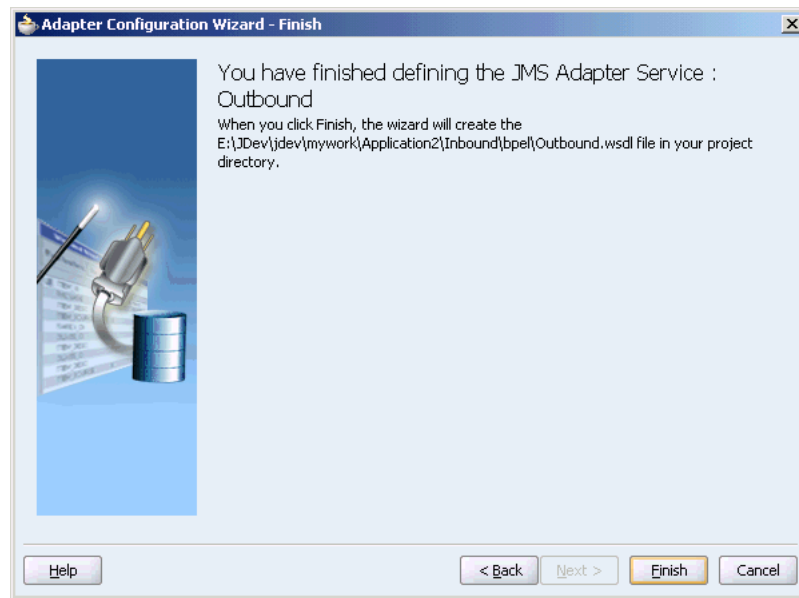 Adapter Configuration Wizard - Finish
You have finished defining the JMS Adapter Service :
Outbound
When you click Finish, the wizard will create the
E:\JDev\jdev\mywork\Application2\Inbound\bpel\Outbound.wsdl file in your project
directory.
Help
< Back
Next >
Finish
Cancel